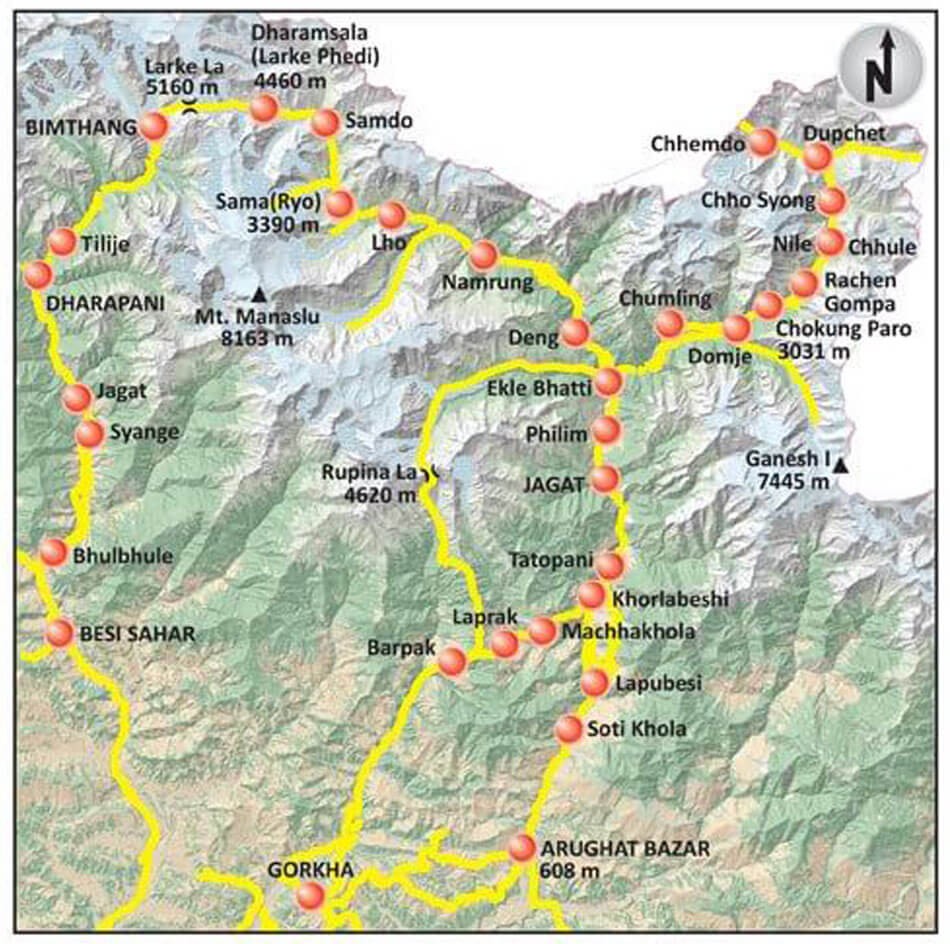 Dharamsala
(Larke Phedi)
4460 m
Larke La
5160 m
N
BIMTHANG
Samdo
Chhemdo
Dupchet
Sama(Ryo)
3390 m
Lho
Chho Syong
Tilije
Namrung
Nile
Chhule
DHARAPANI
Mt. Manaslu
8163 m
Rachen
Gompa
Chumling
Deng
Chokung Paro
3031 m
Domje
Jagat
Ekle Bhatti
Syange
Philim
Rupina La
4620 m
JAGAT
Ganesh I
7445 m
Bhulbhule
Tatopani
Khorlabeshi
BESI SAHAR
Laprak
Machhakhola
Barpak
Lapubesi
Soti Khola
ARUGHAT BAZAR
608 m
GORKHA